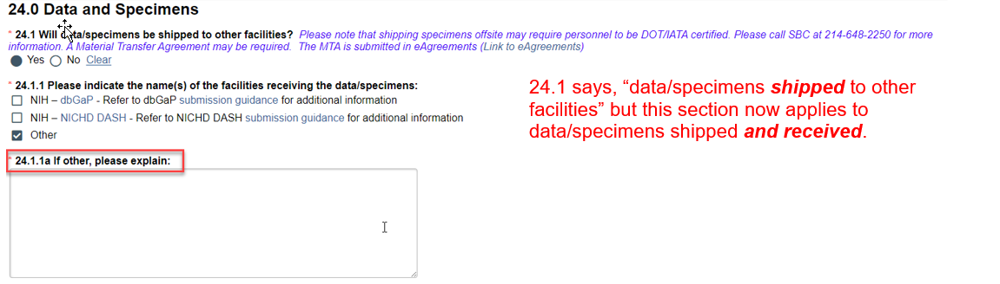 24.0 Data and Specimens
* 24.1 Will data/specimens be shipped to other facilities? Please note that shipping specimens offsite may require personnel to be DOT/IATA certified. Please call SBC at 214-648-2250 for more
information. A Material Transfer Agreement may be required. The MTA is submitted in eAgreements (Link to eAgreements)
Yes No Clear
* 24.1.1 Please indicate the name(s) of the facilities receiving the data/specimens:
NIH – dbGaP - Refer to dbGaP submission guidance for additional information
NIH – NICHD DASH - Refer to NICHD DASH submission guidance for additional information
Other
* 24.1.1a If other, please explain:
24.1 says, “data/specimens shipped to other
facilities” but this section now applies to
data/specimens shipped and received.